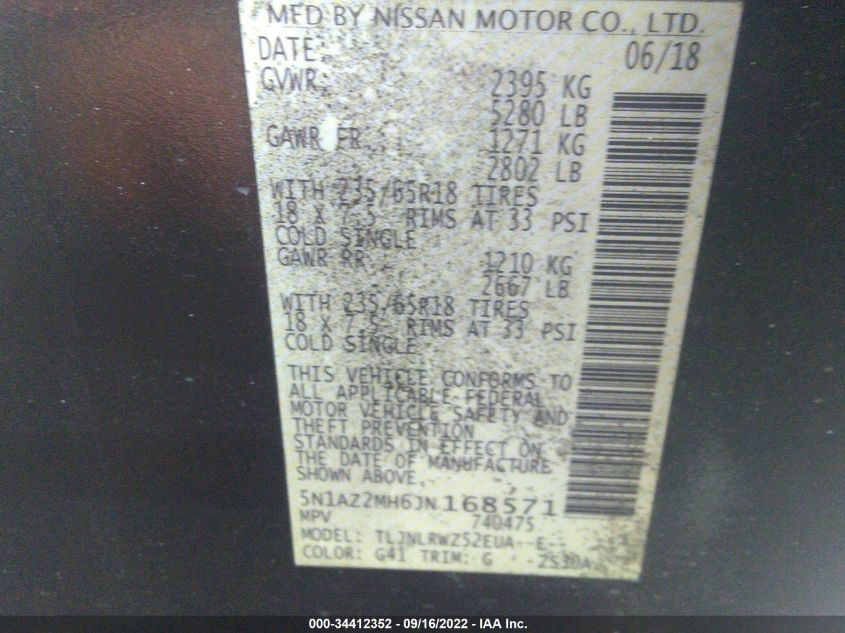 MFD BY NISSAN MOTOR CO., LTD.
DATE: 06/18
GVWR: 2395 KG
5280 LB
GAWR FR 1271 KG
2802 LB
WITH 235/65R18 TIRES
18 X 7.5 RIMS AT 33 PSI
COLD SINGLE
GAWR RR 1210 KG
2667 LB
WITH 235/65R18 TIRES
18 X 7.5 RIMS AT 33 PSI
COLD SINGLE
THIS VEHICLE CONFORMS TO
ALL APPLICABLE FEDERAL
MOTOR VEHICLE SAFETY AND
THEFT PREVENTION
STANDARDS IN EFFECT ON
THE DATE OF MANUFACTURE
SHOWN ABOVE.
5N1AZ2MH6JN168571
MPV 740475
MODEL: TLJNLRWZ52EUA--E--
COLOR: G41 TRIM: G
000-34412352 - 09/16/2022 - IAA Inc.